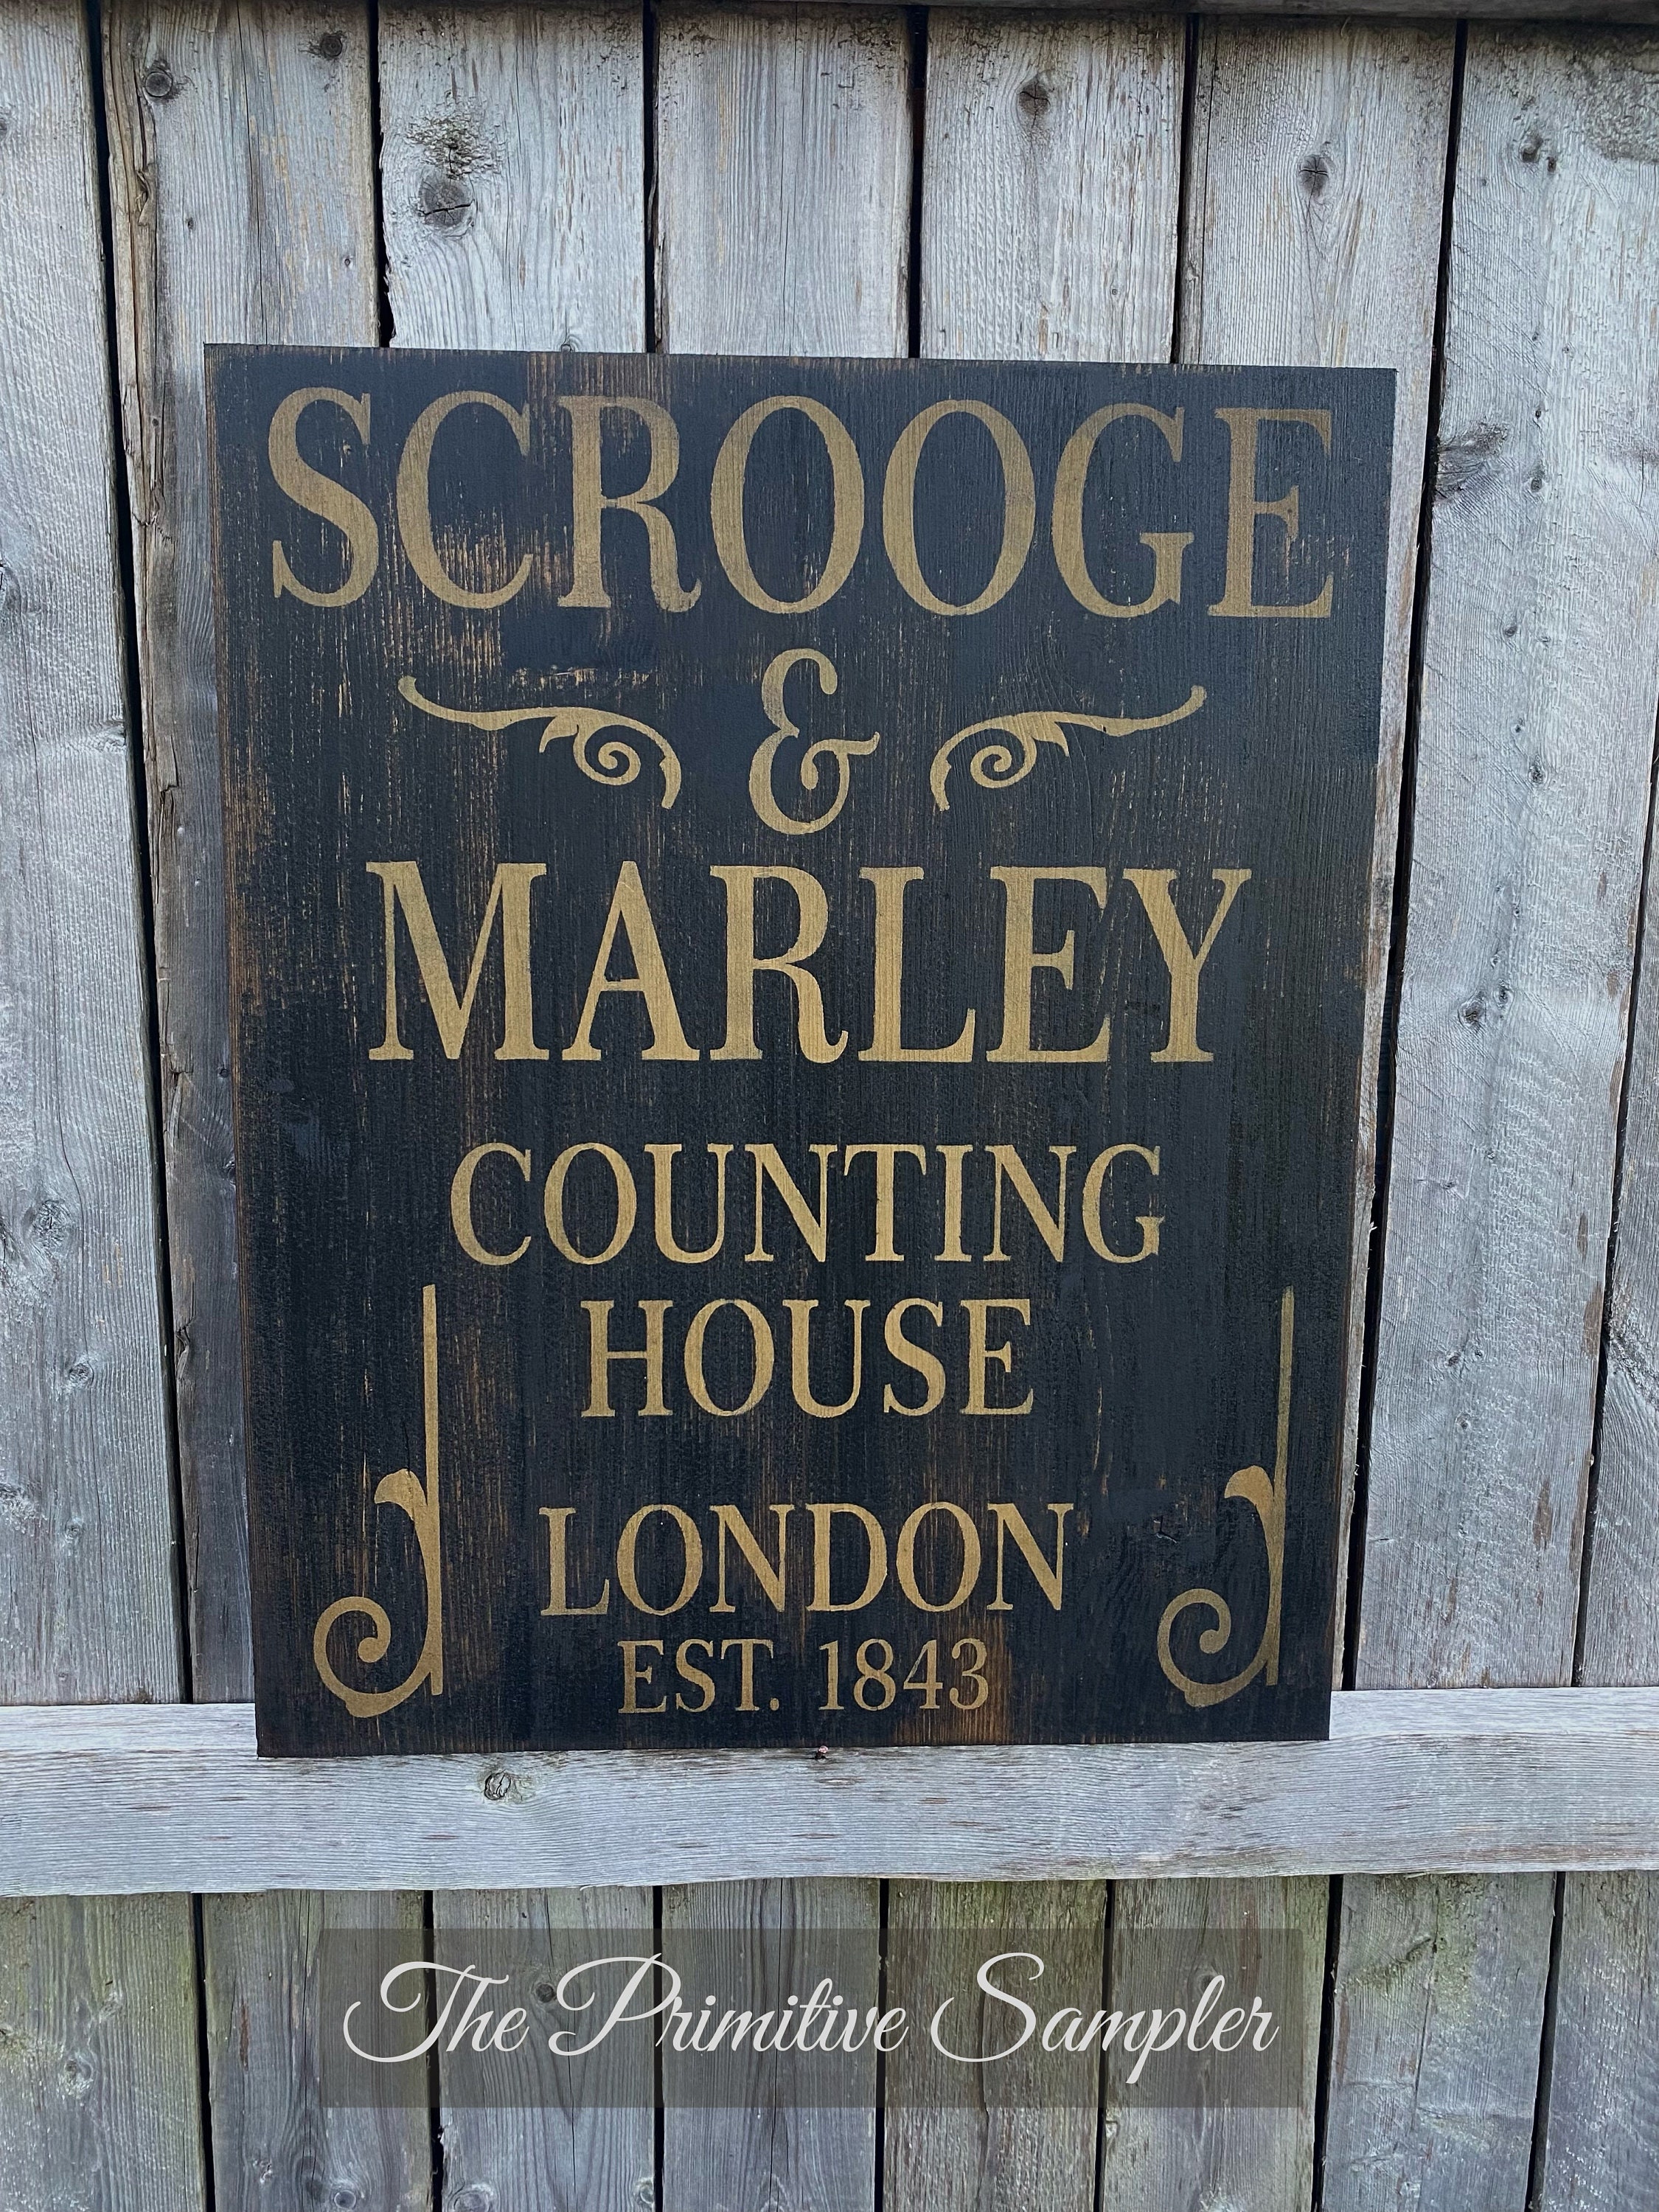 SCROOGE
&
MARLEY
COUNTING
HOUSE
LONDON
EST. 1843
The Primitive Sampler